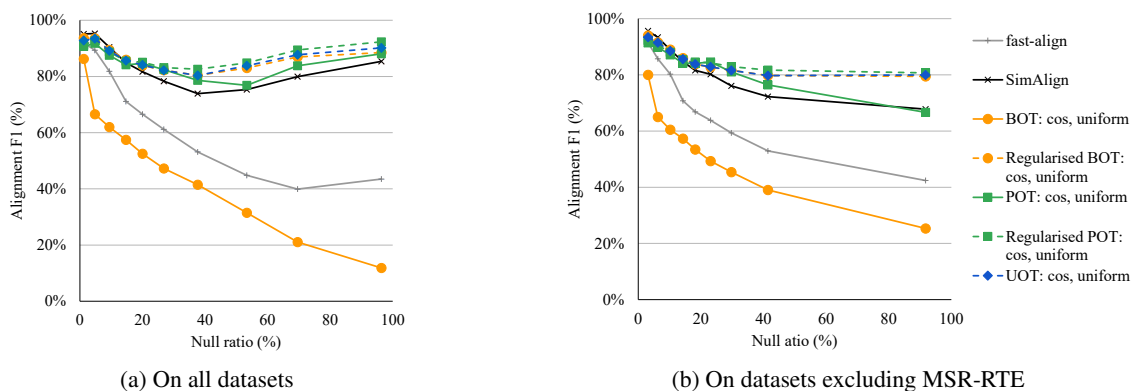 100%
80%
60%
40%
20%
0%
Alignment F1 (%)
0 20 40 60 80 100
Null ratio (%)
(a) On all datasets
100%
80%
60%
40%
20%
0%
Alignment F1 (%)
0 20 40 60 80 100
Null atio (%)
(b) On datasets excluding MSR-RTE
fast-align
SimAlign
BOT: cos, uniform
Regularised BOT:
cos, uniform
POT: cos, uniform
Regularised POT:
cos, uniform
UOT: cos, uniform